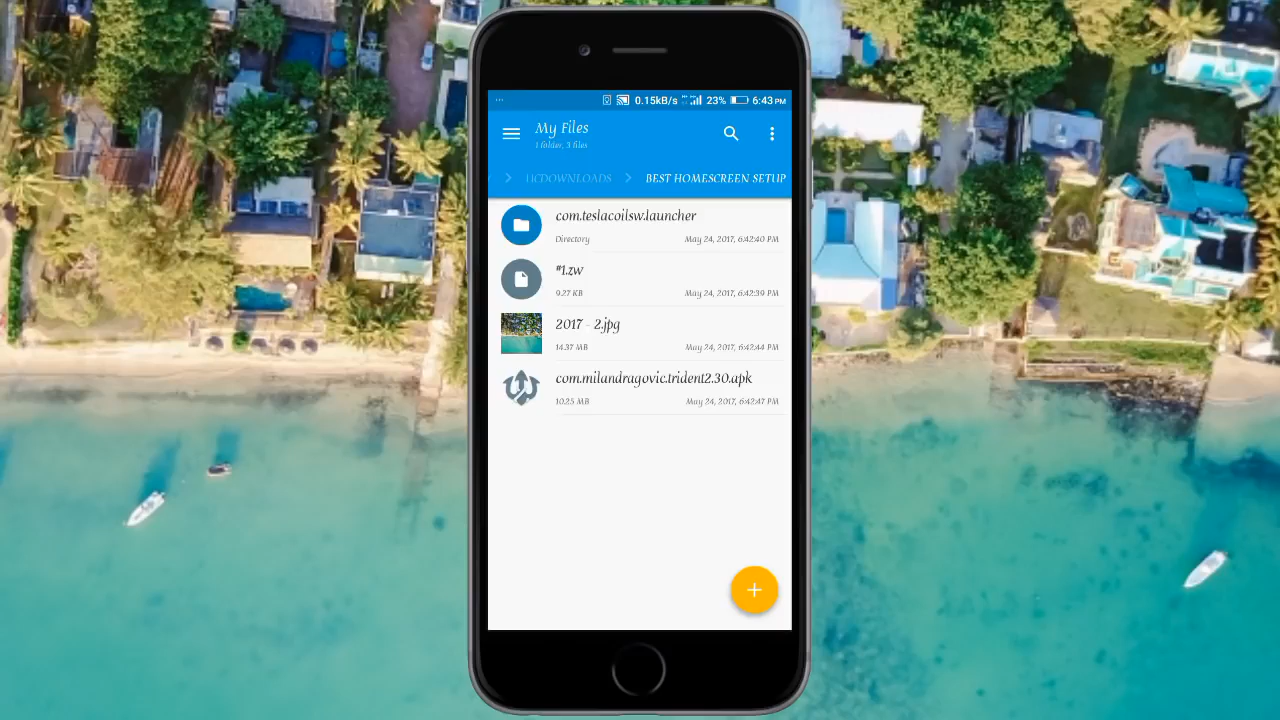 ... 0.15kB/s 23% 6:43 PM
My Files
1 folder, 3 files
UCDOWNLOADS BEST HOMESCREEN SETUP
com.teslacoilsw.launcher
Directory May 24, 2017, 6:42:40 PM
#1.zw
9.27 KB May 24, 2017, 6:42:39 PM
2017 - 2.jpg
14.37 MB May 24, 2017, 6:42:44 PM
com.milandragovic.trident2.30.apk
10.25 MB May 24, 2017, 6:42:47 PM